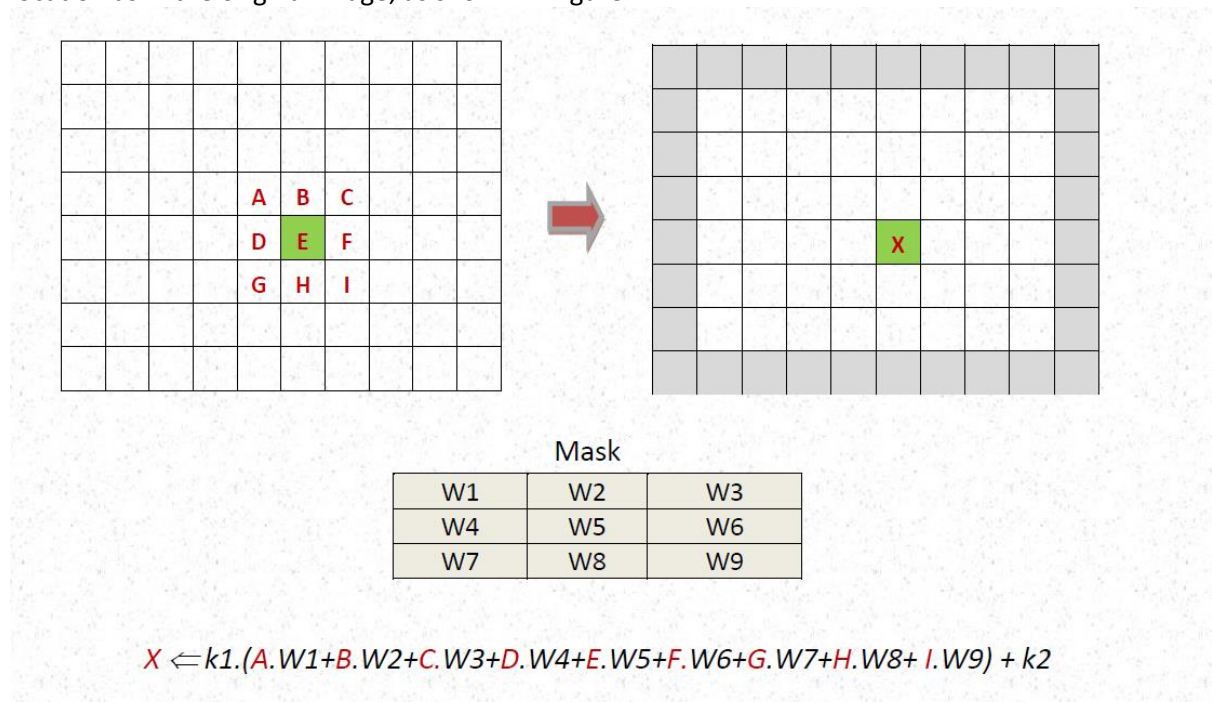 A B C
D E F
G H I
X
Mask
W1 W2 W3
W4 W5 W6
W7 W8 W9
X ⇐ k1.(A.W1+B.W2+C.W3+D.W4+E.W5+F.W6+G.W7+H.W8+ I.W9) + k2